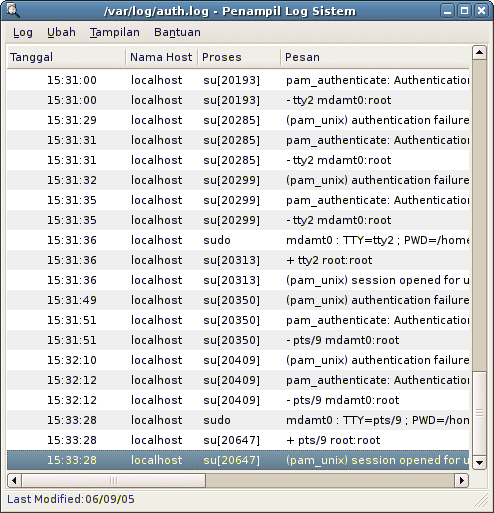 /var/log/auth.log - Penampil Log Sistem
Log Ubah Tampilan Bantuan
Tanggal Nama Host Proses Pesan
15:31:00 localhost su[20193] pam_authenticate: Authentication
15:31:00 localhost su[20193] - tty2 mdamt0:root
15:31:29 localhost su[20285] (pam_unix) authentication failure
15:31:31 localhost su[20285] pam_authenticate: Authentication
15:31:31 localhost su[20285] - tty2 mdamt0:root
15:31:32 localhost su[20299] (pam_unix) authentication failure
15:31:35 localhost su[20299] pam_authenticate: Authentication
15:31:35 localhost su[20299] - tty2 mdamt0:root
15:31:36 localhost sudo mdamt0 : TTY=tty2 ; PWD=/home
15:31:36 localhost su[20313] + tty2 root:root
15:31:36 localhost su[20313] (pam_unix) session opened for u
15:31:49 localhost su[20350] (pam_unix) authentication failure
15:31:51 localhost su[20350] pam_authenticate: Authentication
15:31:51 localhost su[20350] - pts/9 mdamt0:root
15:32:10 localhost su[20409] (pam_unix) authentication failure
15:32:12 localhost su[20409] pam_authenticate: Authentication
15:32:12 localhost su[20409] - pts/9 mdamt0:root
15:33:28 localhost sudo mdamt0 : TTY=pts/9 ; PWD=/hom
15:33:28 localhost su[20647] + pts/9 root:root
15:33:28 localhost su[20647] (pam_unix) session opened for u
Last Modified: 06/09/05